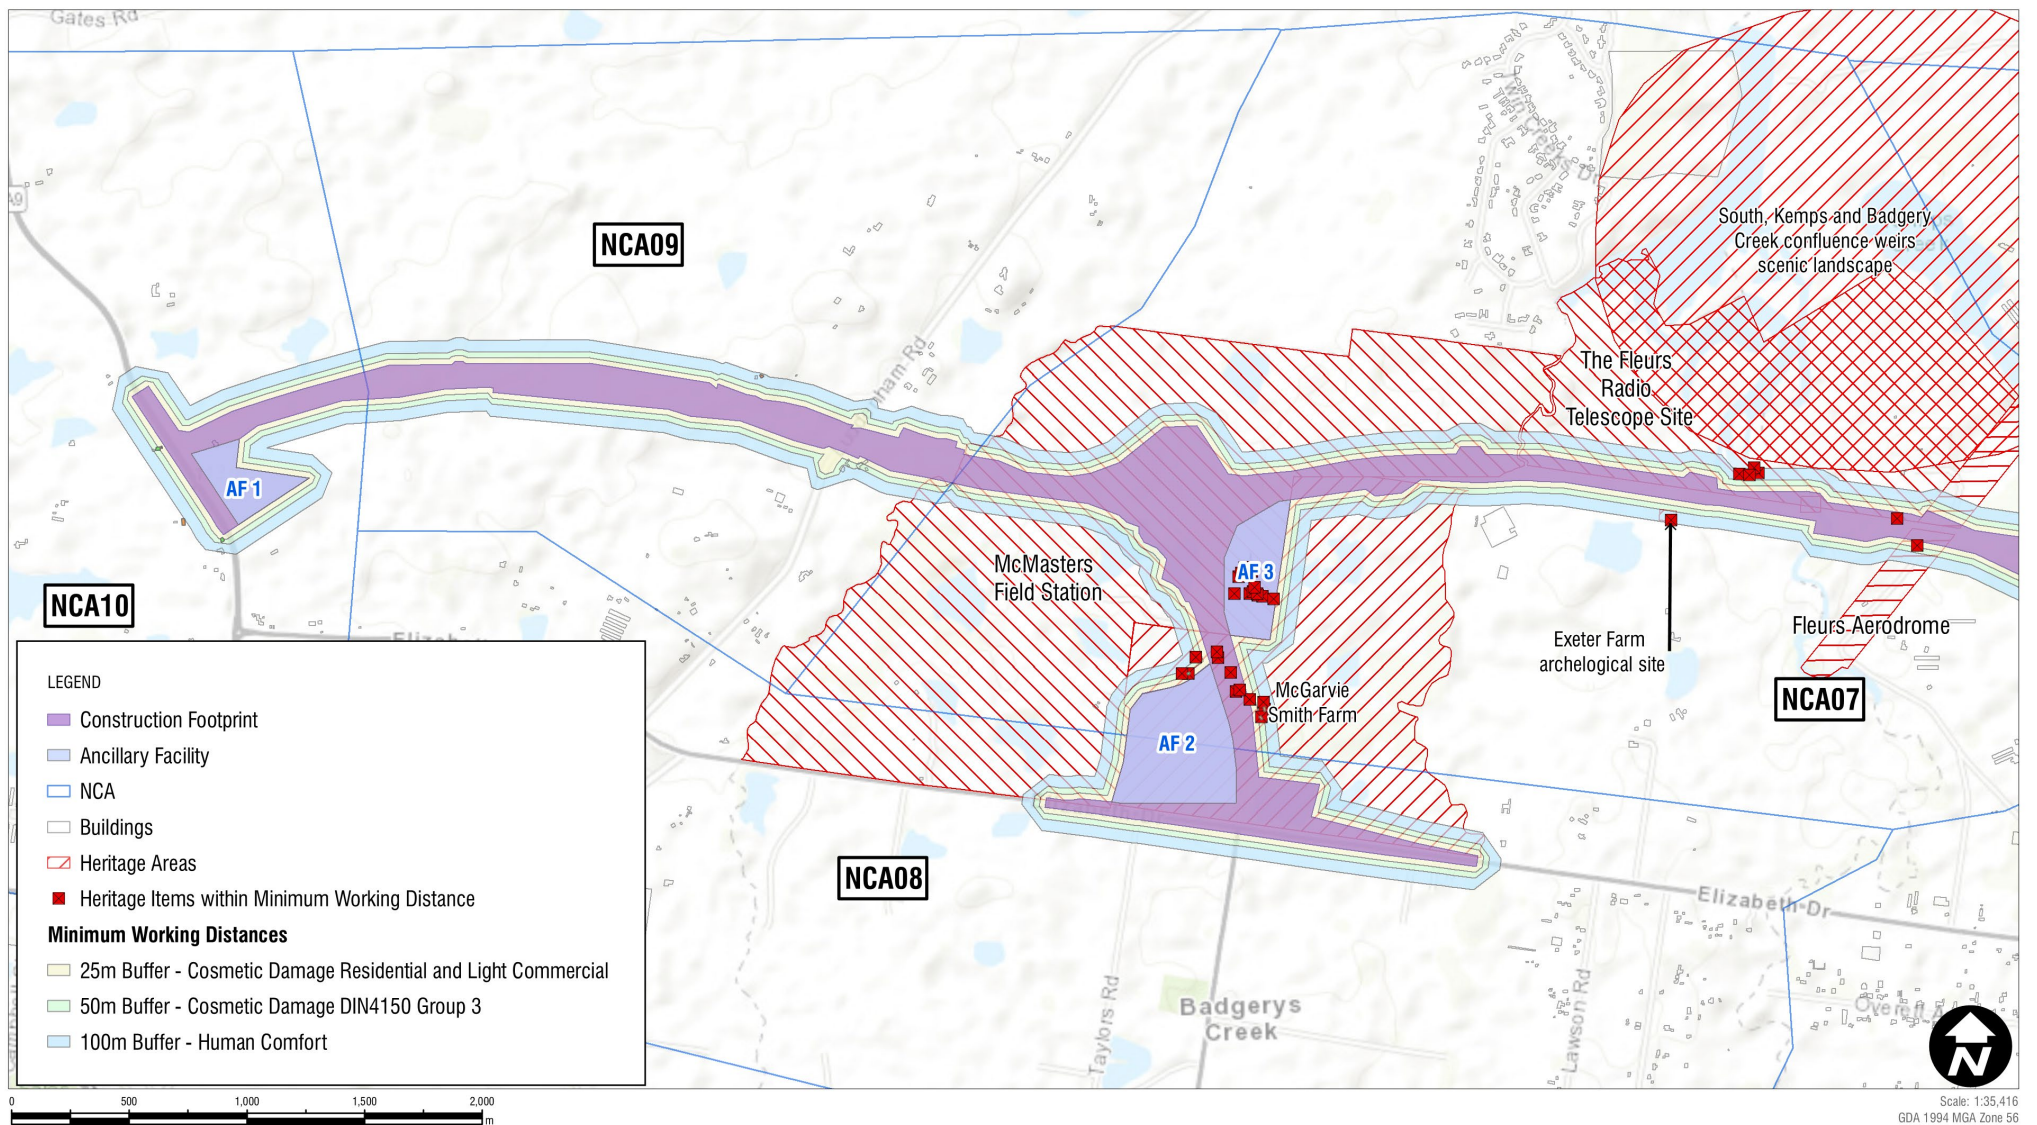 Gates Rd
A9
Twin Creeks Dr
NCA09
South, Kemps and Badgery
Creek confluence weirs
scenic landscape
The Fleurs
Radio
Telescope Site
AF 1
McMasters
Field Station
AF 3
NCA10
Exeter Farm
archelogical site
Fleurs Aerodrome
McGarvie
Smith Farm
NCA07
AF 2
NCA08
Elizabeth Dr
Taylors Rd
Lawson Rd
Badgerys
Creek
LEGEND
Construction Footprint
Ancillary Facility
NCA
Buildings
Heritage Areas
Heritage Items within Minimum Working Distance
Minimum Working Distances
25m Buffer - Cosmetic Damage Residential and Light Commercial
50m Buffer - Cosmetic Damage DIN4150 Group 3
100m Buffer - Human Comfort
N
0 500 1,000 1,500 2,000
m
Scale: 1:35,416
GDA 1994 MGA Zone 56